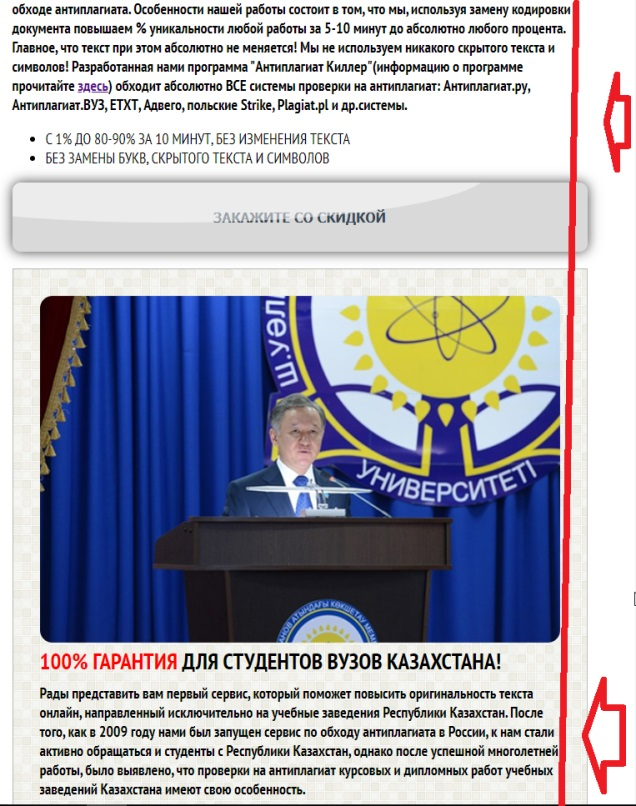 обходе антиплагиата. Особенности нашей работы состоит в том, что мы, используя замену кодировки
документа повышаем % уникальности любой работы за 5-10 минут до абсолютно любого процента.
Главное, что текст при этом абсолютно не меняется! Мы не используем никакого скрытого текста и
символов! Разработанная нами программа "Антиплагиат Киллер"(информацию о программе
прочитайте здесь) обходит абсолютно ВСЕ системы проверки на антиплагиат: Антиплагиат.ру,
Антиплагиат.ВУЗ, ETXT, Адвего, польские Strike, Plagiat.pl и др.системы.
С 1% ДО 80-90% ЗА 10 МИНУТ, БЕЗ ИЗМЕНЕНИЯ ТЕКСТА
БЕЗ ЗАМЕНЫ БУКВ, СКРЫТОГО ТЕКСТА И СИМВОЛОВ
ЗАКАЖИТЕ СО СКИДКОЙ
Ш.УӘЛИ
УНИВЕРСИТЕТІ
АНОВ АТЫНДАҒЫ КӨКШЕТАУ МЕМ
100% ГАРАНТИЯ ДЛЯ СТУДЕНТОВ ВУЗОВ КАЗАХСТАНА!
Рады представить вам первый сервис, который поможет повысить оригинальность текста
онлайн, направленный исключительно на учебные заведения Республики Казахстан. После
того, как в 2009 году нами был запущен сервис по обходу антиплагиата в России, к нам стали
активно обращаться и студенты с Республики Казахстан, однако после успешной многолетней
работы, было выявлено, что проверки на антиплагиат курсовых и дипломных работ учебных
заведений Казахстана имеют свою особенность.